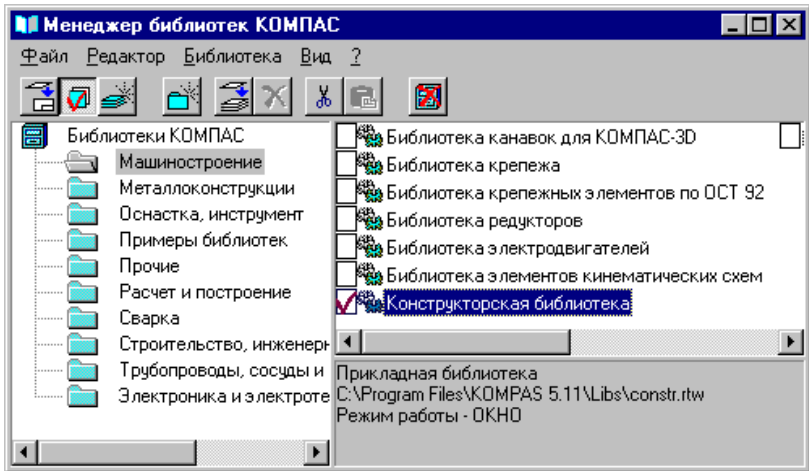 Менеджер библиотек КОМПАС
Файл Редактор Библиотека Вид ?
Библиотеки КОМПАС
Машиностроение
Металлоконструкции
Оснастка, инструмент
Примеры библиотек
Прочие
Расчет и построение
Сварка
Строительство, инженерн
Трубопроводы, сосуды и
Электроника и электроте
Библиотека канавок для КОМПАС-3D
Библиотека крепежа
Библиотека крепежных элементов по ОСТ 92
Библиотека редукторов
Библиотека электродвигателей
Библиотека элементов кинематических схем
Конструкторская библиотека
Прикладная библиотека
C:\Program Files\KOMPAS 5.11\Libs\constr.rtw
Режим работы - ОКНО